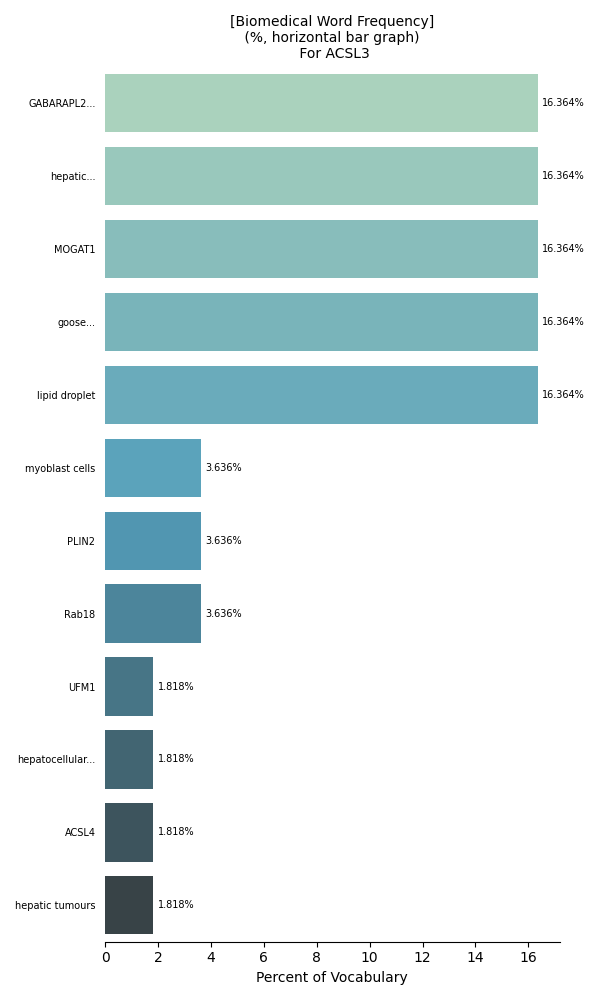 [Biomedical Word Frequency]
(%, horizontal bar graph)
For ACSL3
GABARAPL2... 16.364%
hepatic... 16.364%
MOGAT1 16.364%
goose... 16.364%
lipid droplet 16.364%
myoblast cells 3.636%
PLIN2 3.636%
Rab18 3.636%
UFM1 1.818%
hepatocellular... 1.818%
ACSL4 1.818%
hepatic tumours 1.818%
0 2 4 6 8 10 12 14 16
Percent of Vocabulary